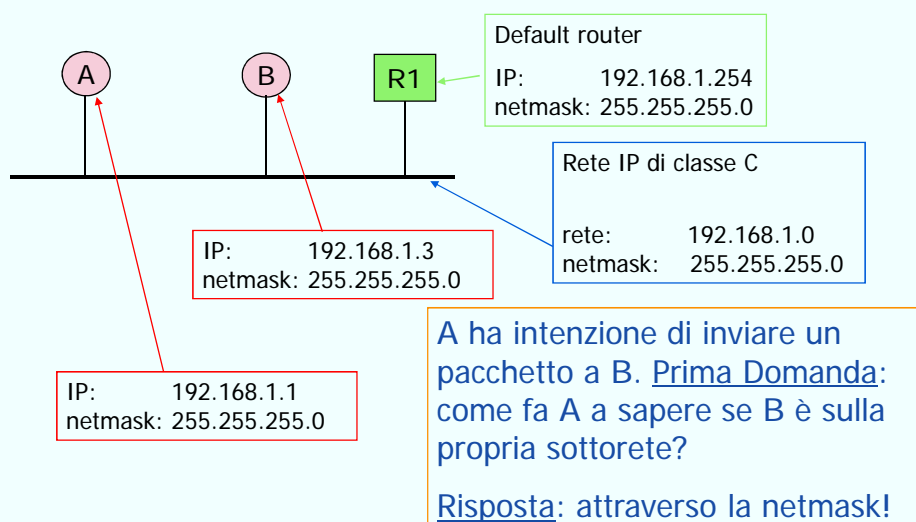 Default router
IP: 192.168.1.254
netmask: 255.255.255.0
A
B
R1
Rete IP di classe C
rete: 192.168.1.0
netmask: 255.255.255.0
IP: 192.168.1.3
netmask: 255.255.255.0
IP: 192.168.1.1
netmask: 255.255.255.0
A ha intenzione di inviare un
pacchetto a B. Prima Domanda:
come fa A a sapere se B è sulla
propria sottorete?
Risposta: attraverso la netmask!